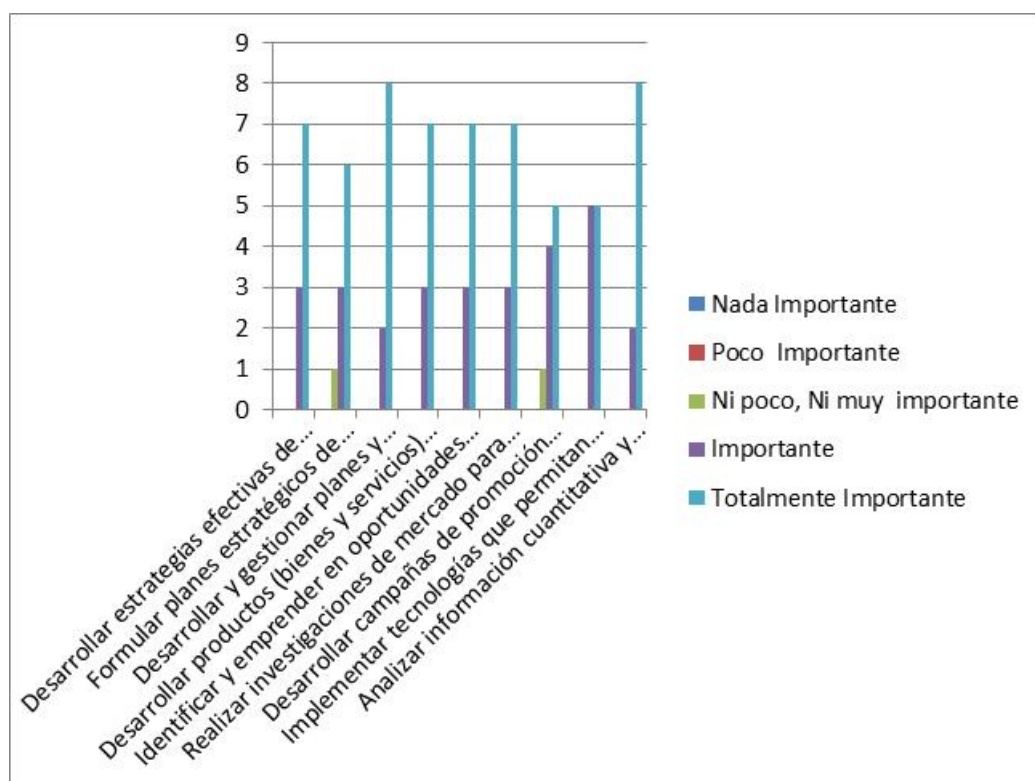 9
8
7
6
5
4
3
2
1
0
Desarrollar estrategias efectivas de...
Formular planes estratégicos de...
Desarrollar y gestionar planes y...
Desarrollar productos (bienes y servicios)...
Identificar y emprender en oportunidades...
Realizar investigaciones de mercado para...
Desarrollar campañas de promoción...
Implementar tecnologías que permitan...
Analizar información cuantitativa y...
Nada Importante
Poco Importante
Ni poco, Ni muy importante
Importante
Totalmente Importante